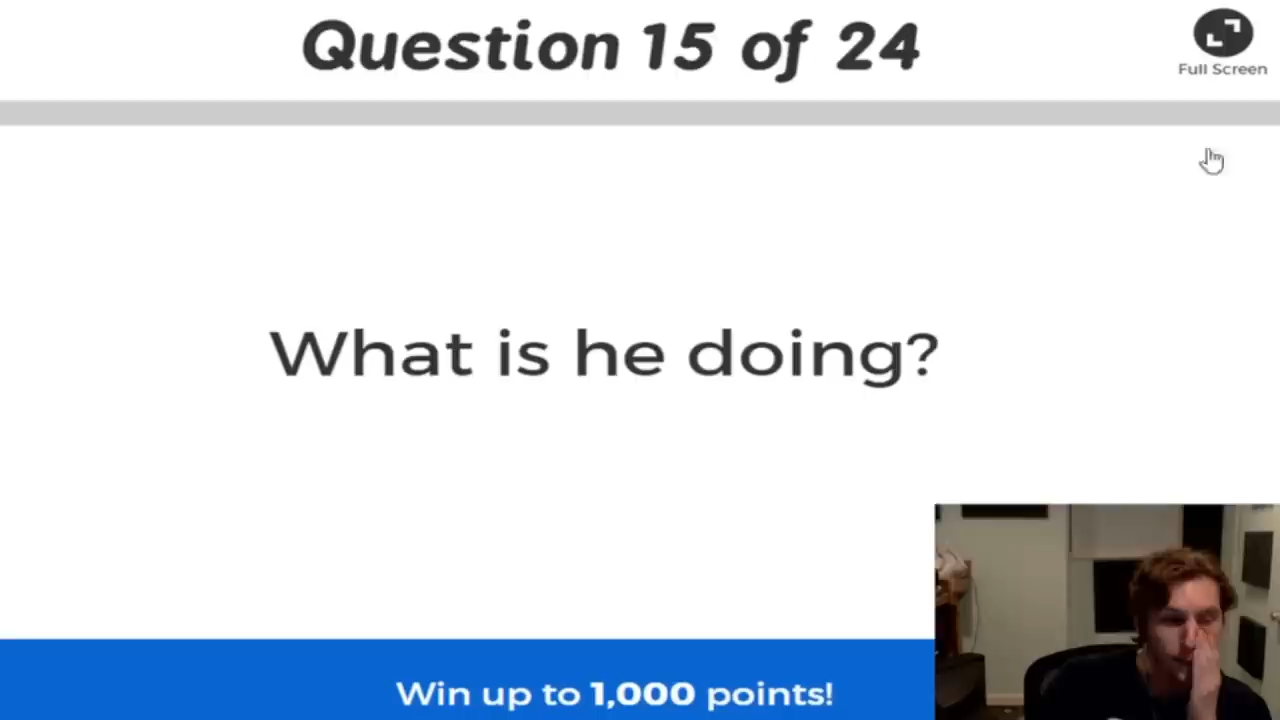 Question 15 of 24
Full Screen
What is he doing?
Win up to 1,000 points!